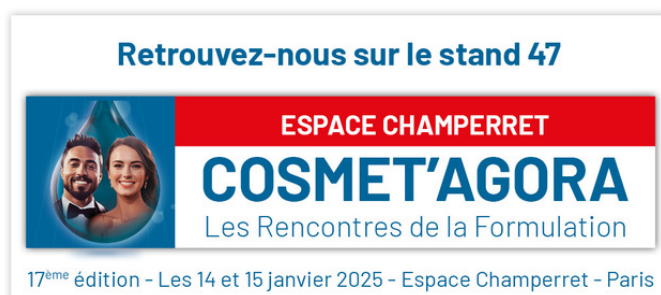 Retrouvez-nous sur le stand 47
ESPACE CHAMPERRET
COSMET'AGORA
Les Rencontres de la Formulation
17ème édition - Les 14 et 15 janvier 2025 - Espace Champerret - Paris